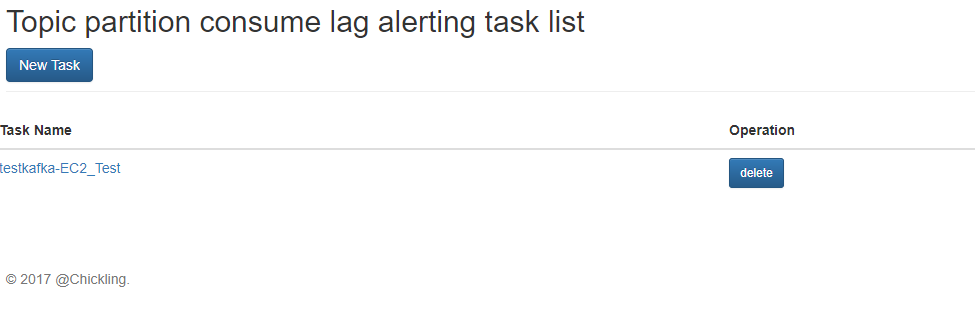 Topic partition consume lag alerting task list
New Task
Task Name Operation
testkafka-EC2_Test delete
© 2017 @Chickling.